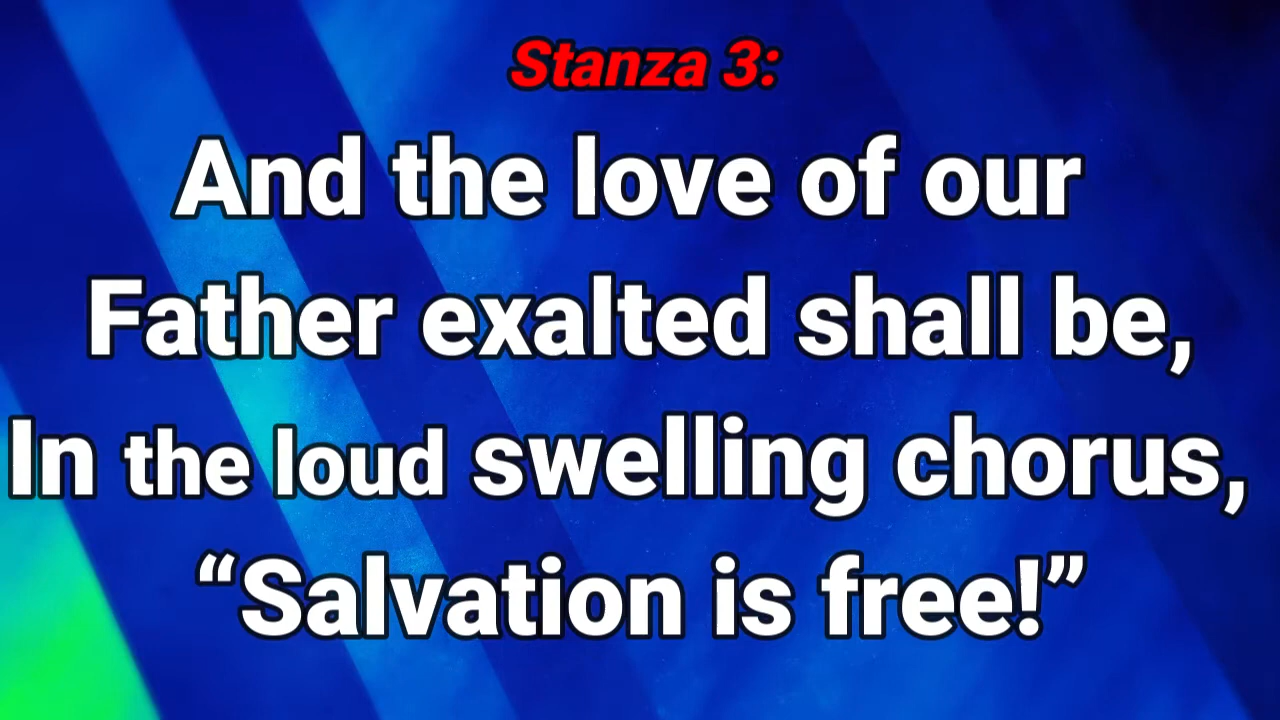 Stanza 3:
And the love of our
Father exalted shall be,
In the loud swelling chorus,
“Salvation is free!”